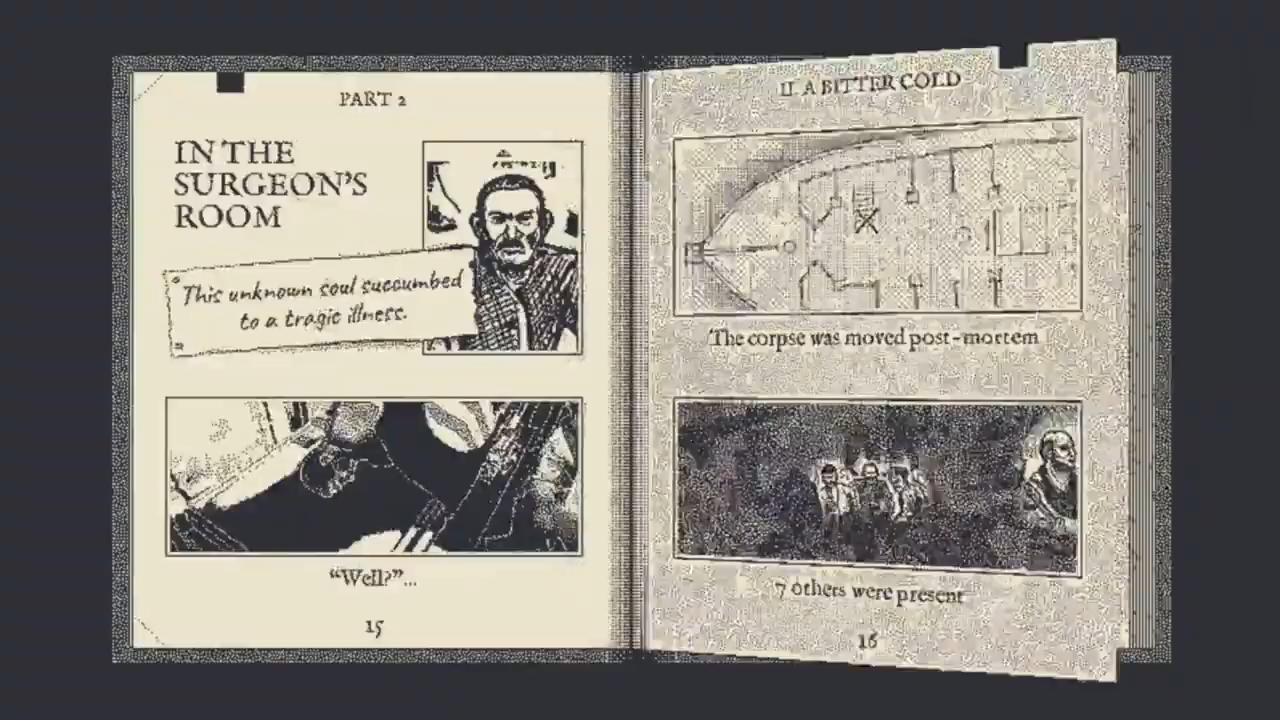 PART 2
IN THE
SURGEON'S
ROOM
This unknown soul succumbed
to a tragic illness.
"Well?"...
15
II. A BITTER COLD
The corpse was moved post-mortem
7 others were present
16